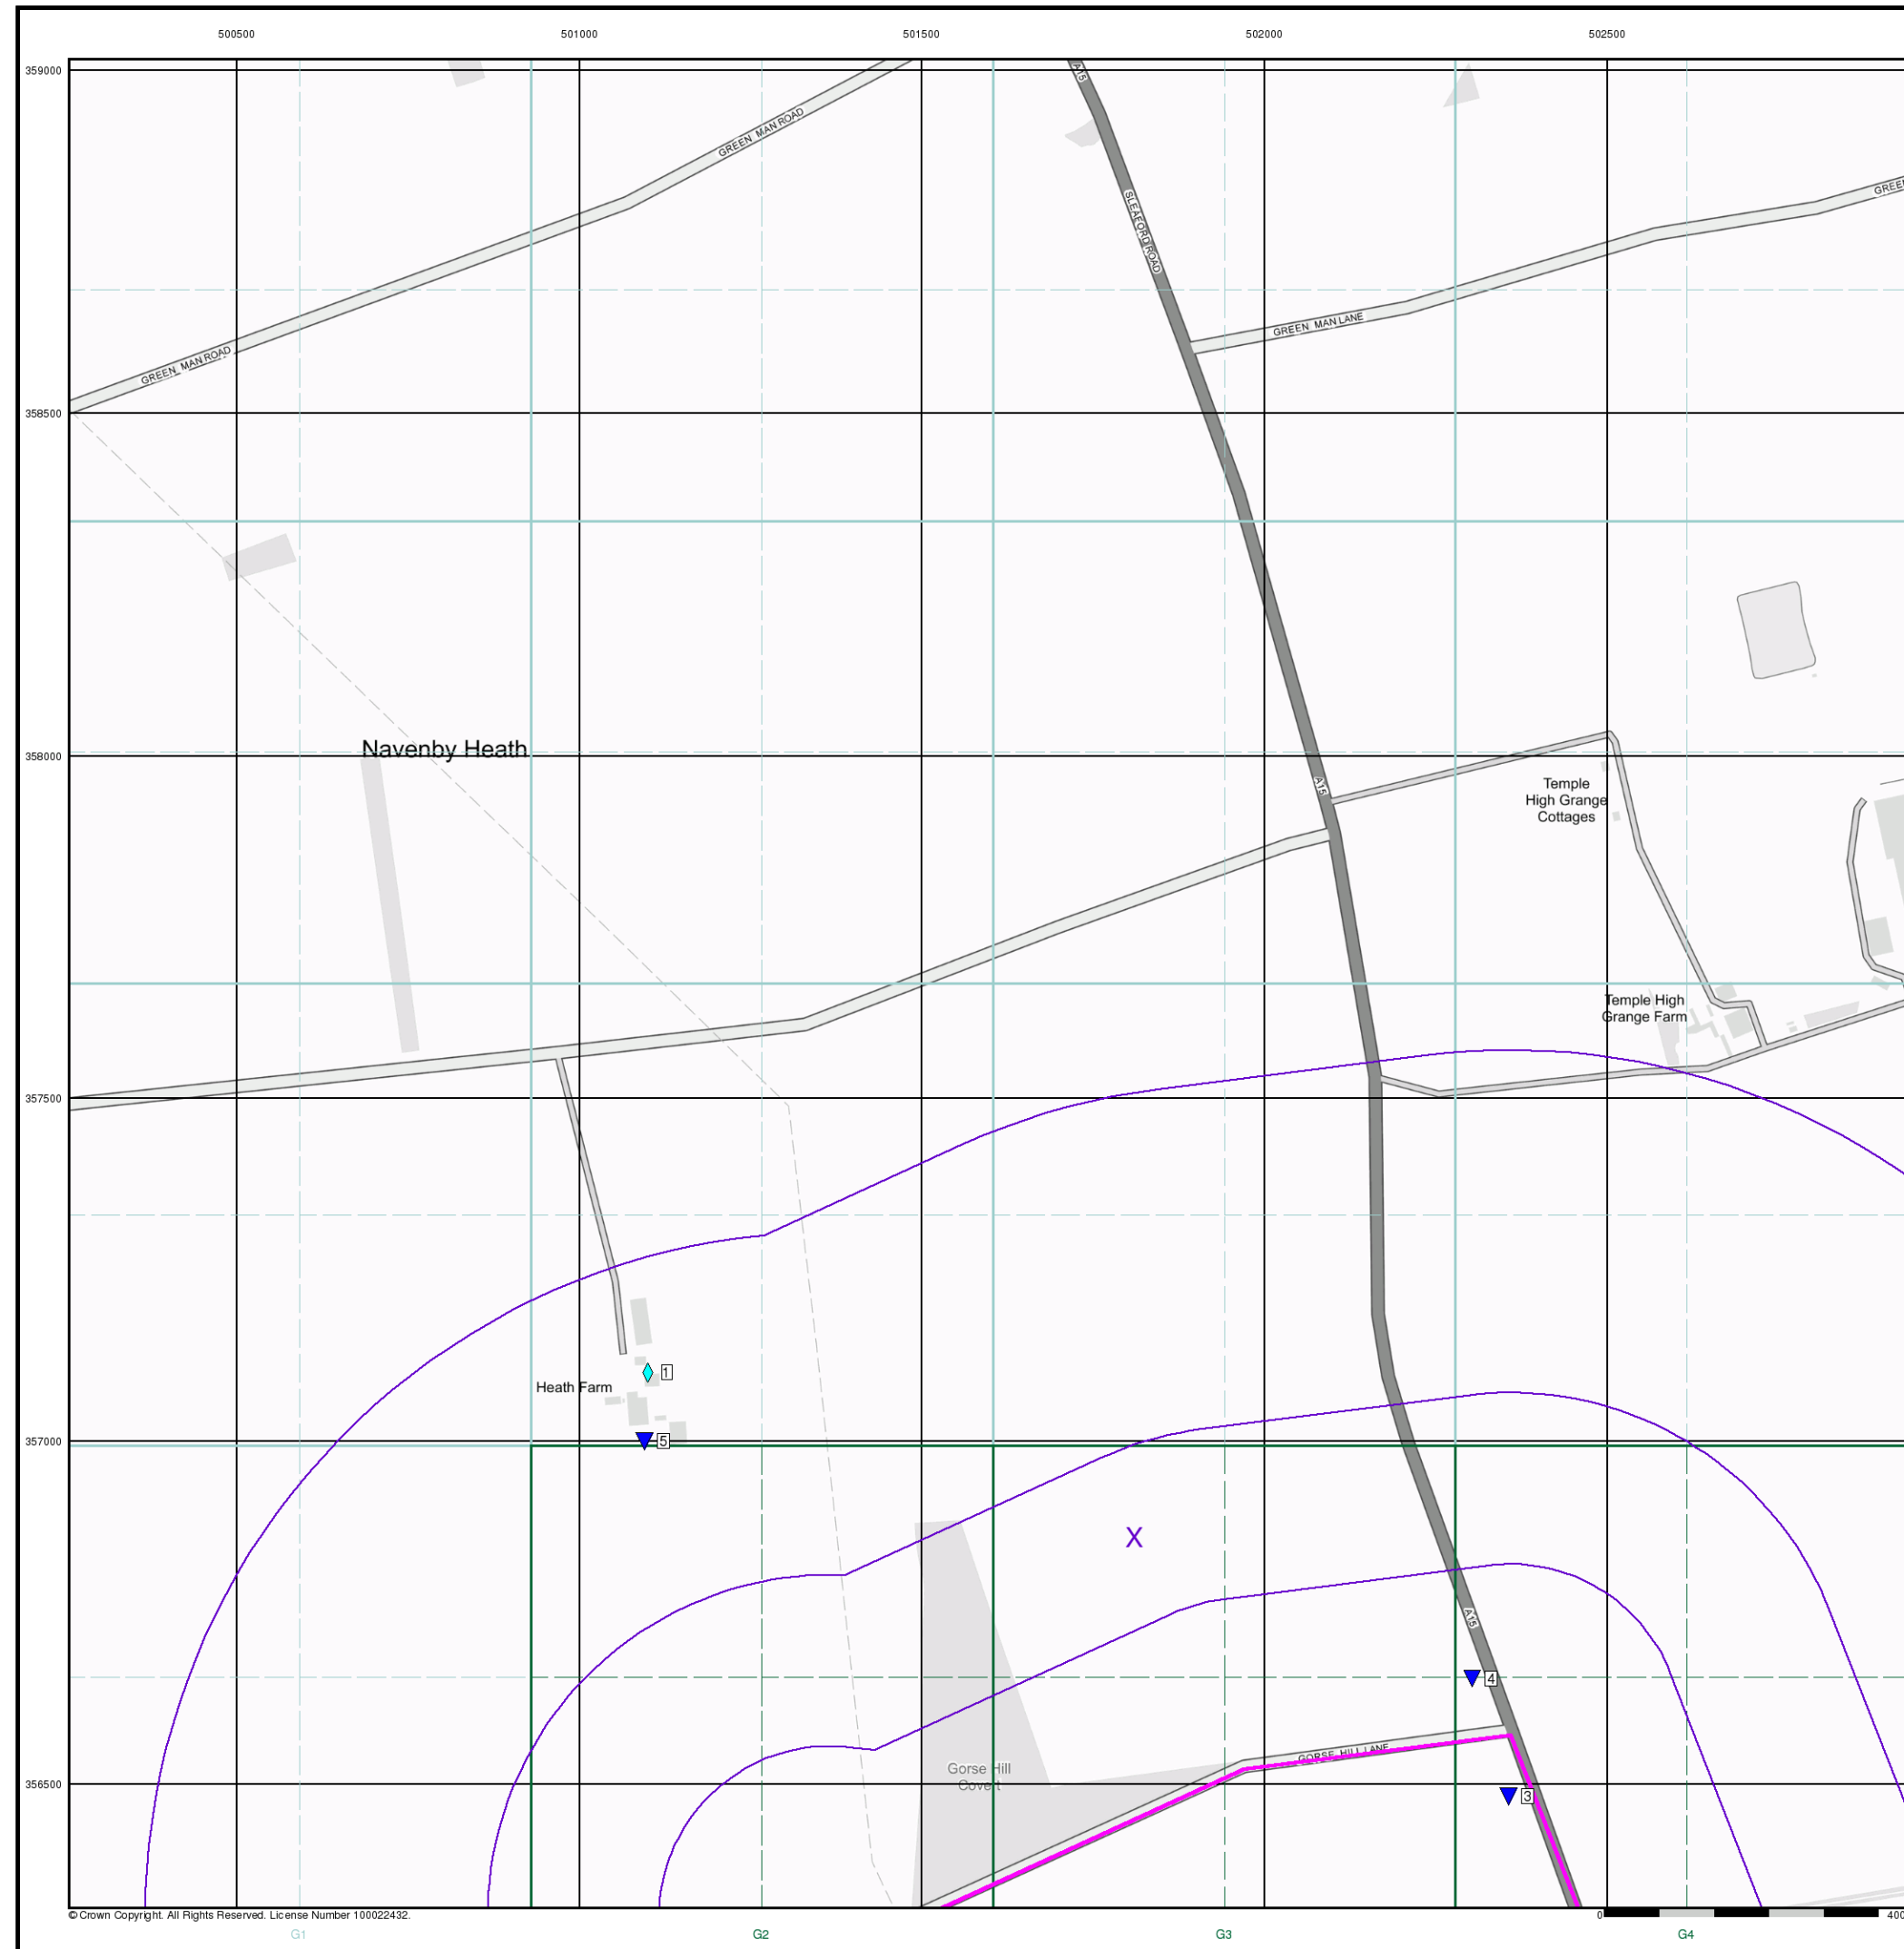 500500
501000
501500
502000
502500
359000
A15
GREEN MAN ROAD
SLEAFORD ROAD
GREEN MAN LANE
GREEN MAN ROAD
358500
Navenby Heath
358000
A15
Temple
High Grange
Cottages
Temple High
Grange Farm
357500
1
Heath Farm
357000
5
X
A15
4
Gorse Hill
Covert
GORSE HILL LANE
356500
3
© Crown Copyright. All Rights Reserved. License Number 100022432.
0
G1
G2
G3
G4